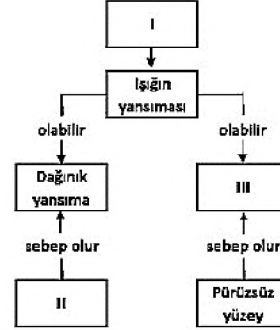 I
Işığın
yansıması
olabilir
olabilir
Dağınık
yansıma
III
sebep olur
sebep olur
II
Pürüzsüz
yüzey